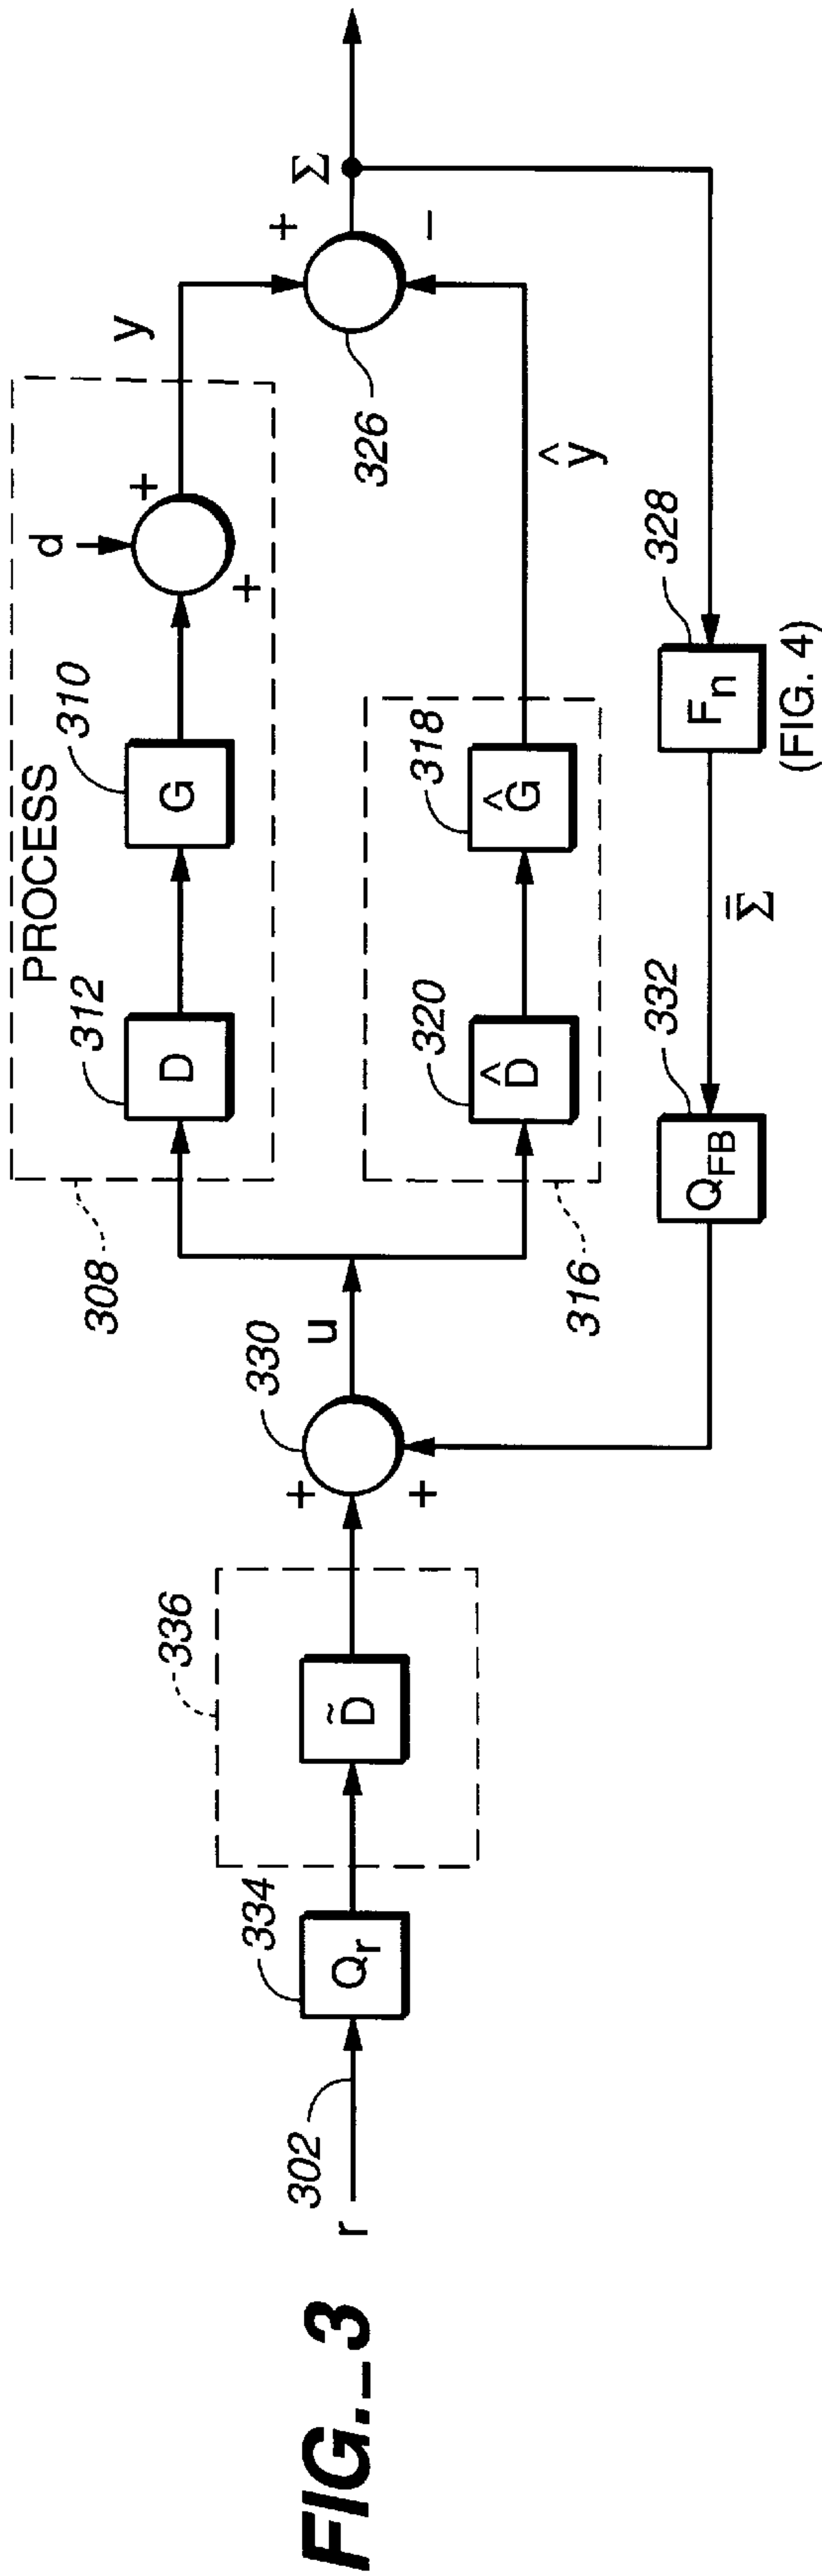 PROCESS
308
312
D
310
G
d
+
+
y
+
Σ
−
326
ŷ
r
302
334
Qr
336
D̃
+
330
+
u
316
320
D̂
318
Ĝ
332
QFB
Σ̅
328
Fn
(FIG. 4)
FIG._3